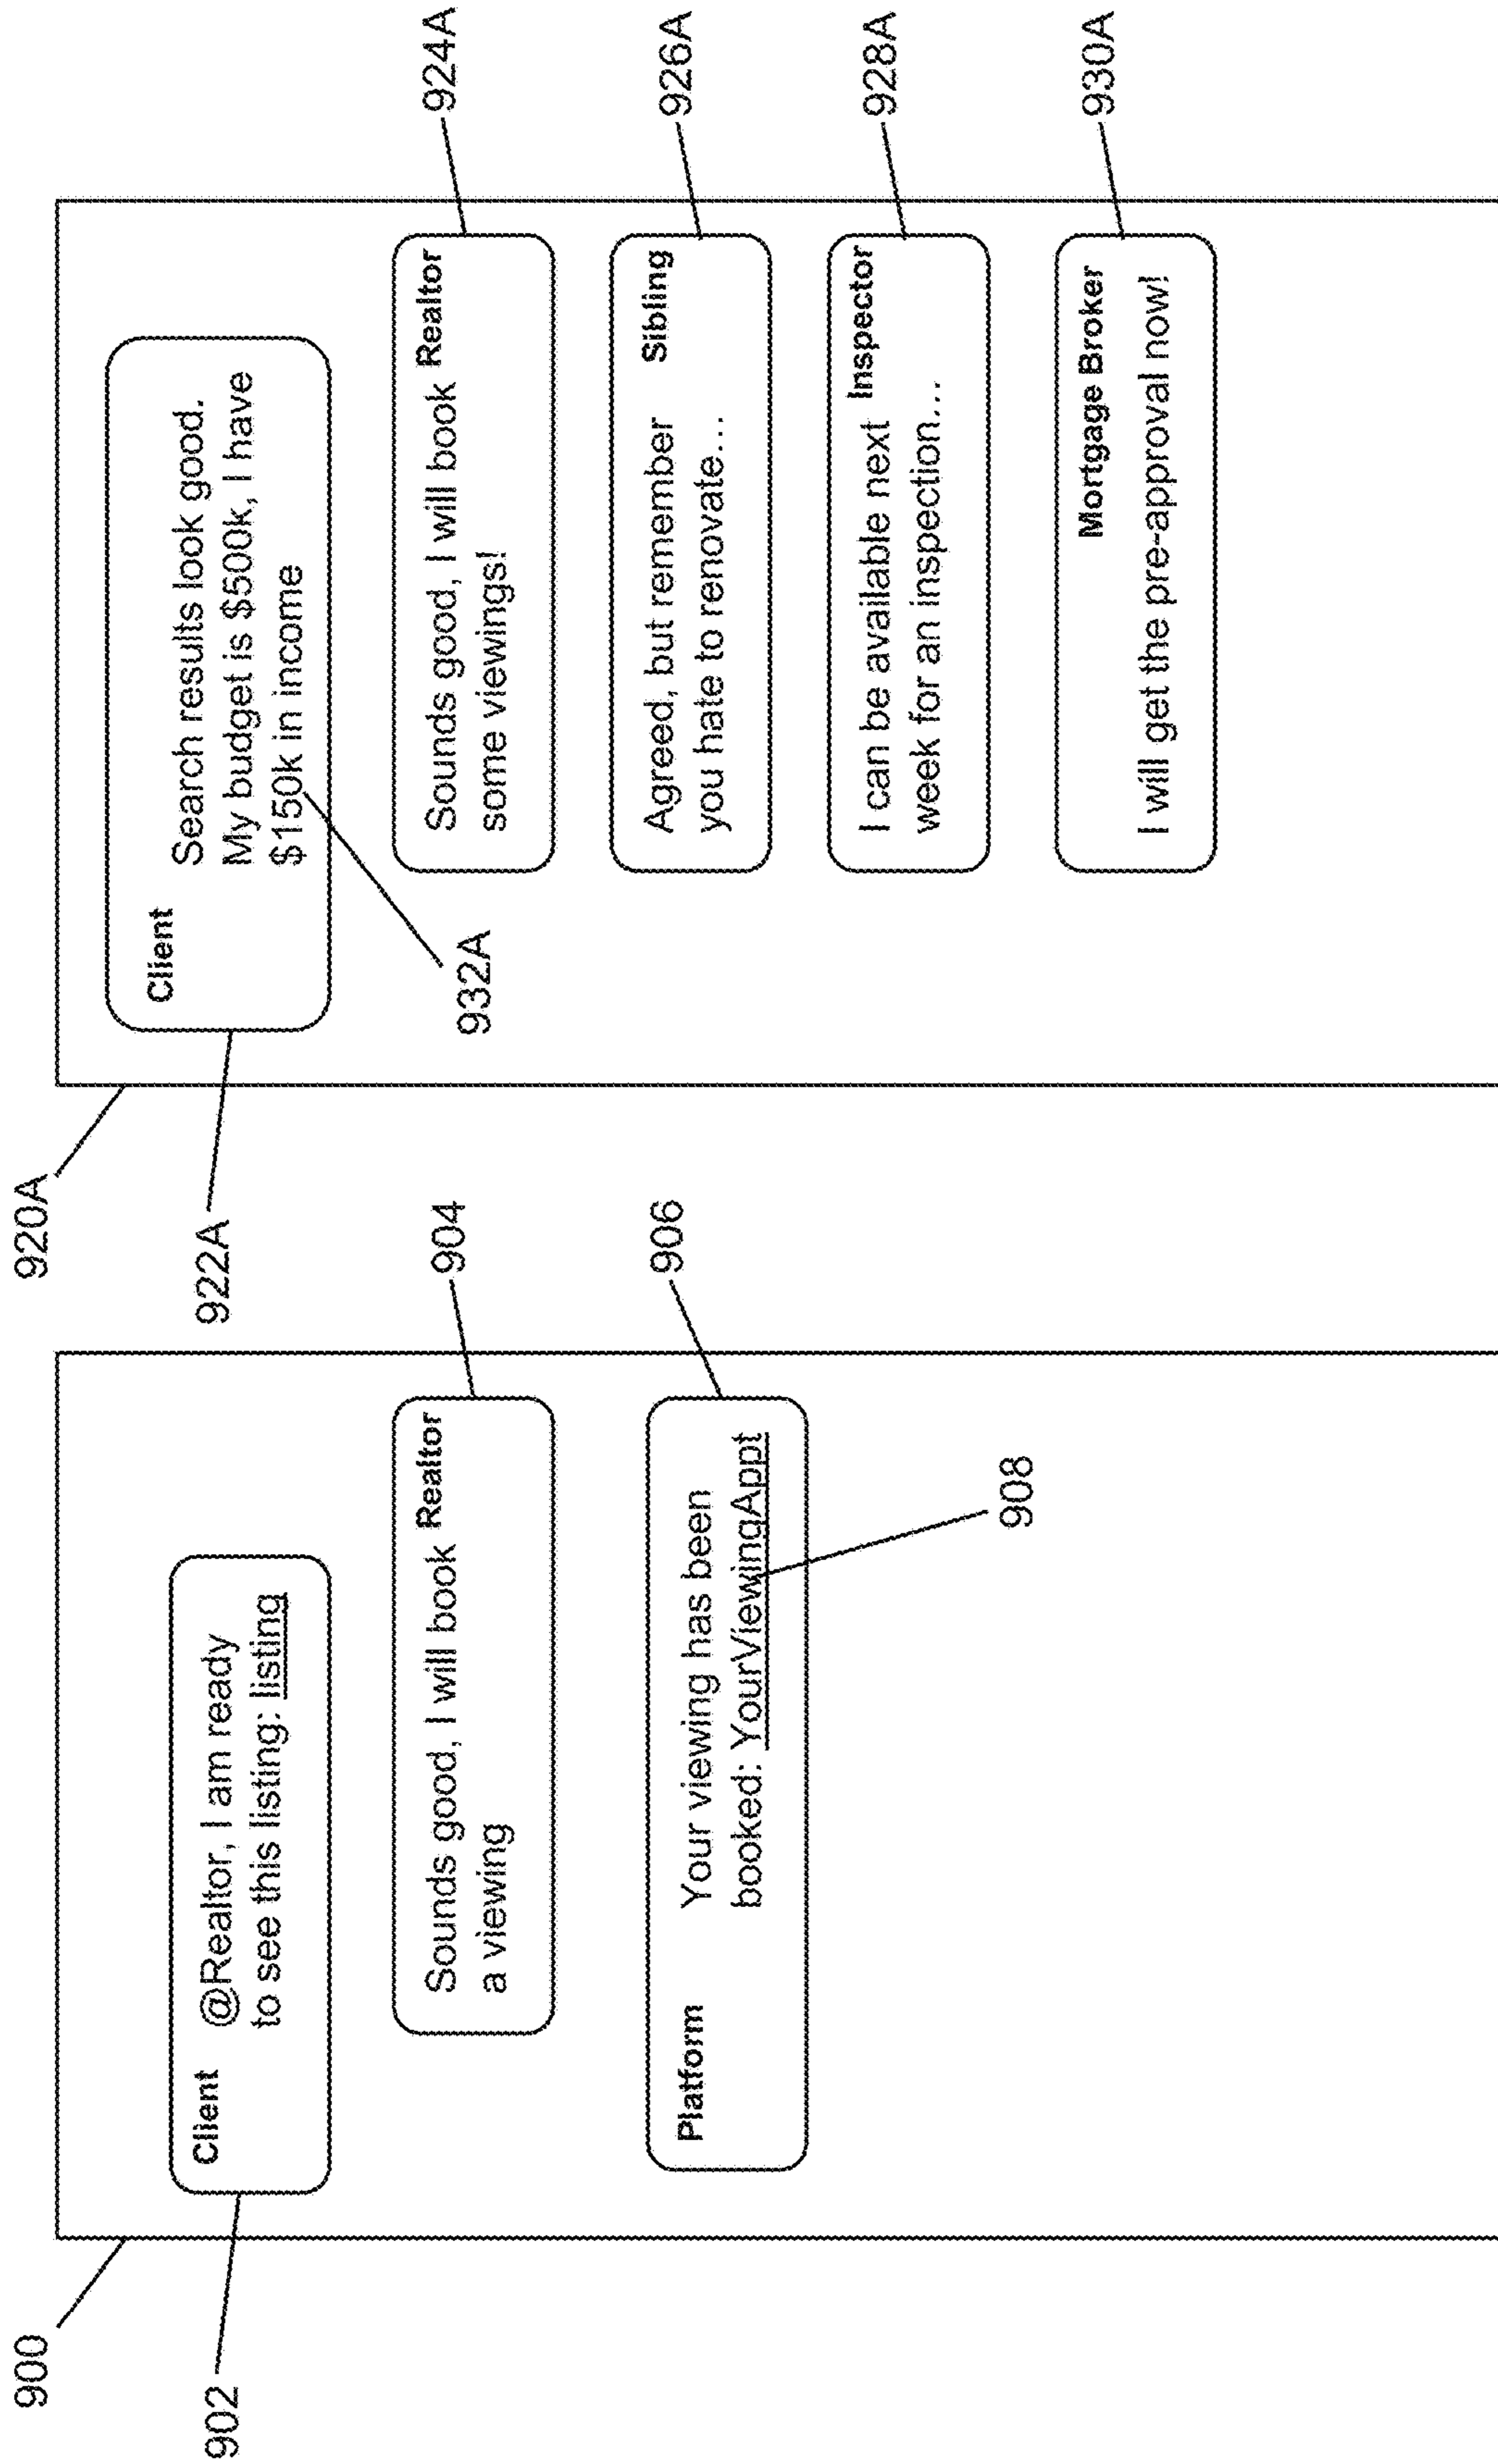 900
902
Client
@Realtor, I am ready
to see this listing: listing
Sounds good, I will book
a viewing
Realtor
904
Platform
Your viewing has been
booked: YourViewingAppt
906
908
920A
922A
Client
Search results look good.
My budget is $500k, I have
$150k in income
932A
Sounds good, I will book
some viewings!
Realtor
924A
Agreed, but remember
you hate to renovate...
Sibling
926A
I can be available next
week for an inspection...
Inspector
928A
Mortgage Broker
I will get the pre-approval now!
930A